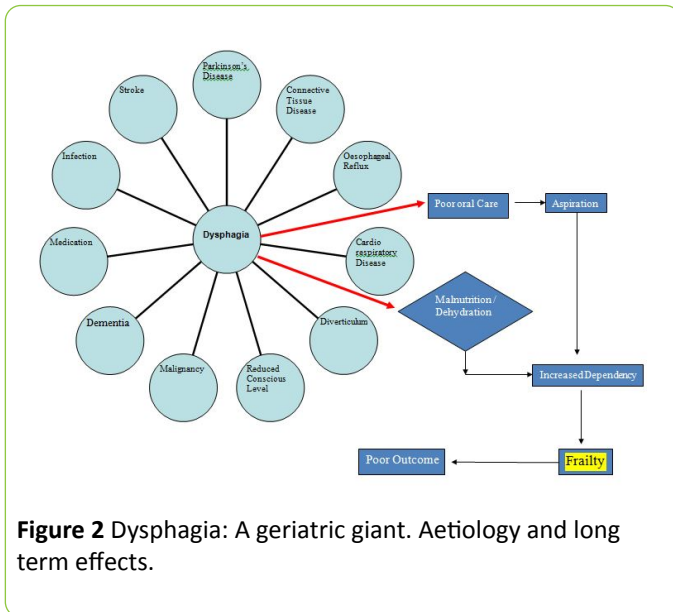 Parkinson's
Disease
Stroke
Connective
Tissue
Disease
Infection
Oesophageal
Reflux
Poor oral Care
Aspiration
Dysphagia
Medication
Cardio
respiratory
Disease
Malnutrition /
Dehydration
Dementia
Diverticulum
Malignancy
Reduced
Conscious
Level
Increased Dependency
Poor Outcome
Frailty
Figure 2 Dysphagia: A geriatric giant. Aetiology and long
term effects.